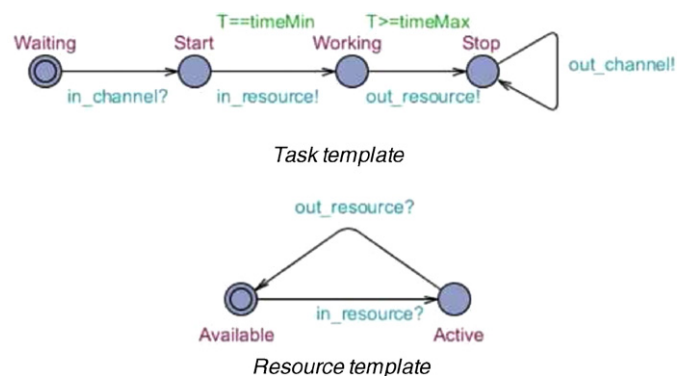 T==timeMin T>=timeMax
Waiting Start Working Stop
out_channel!
in_channel? in_resource! out_resource!
Task template
out_resource?
in_resource?
Available Active
Resource template